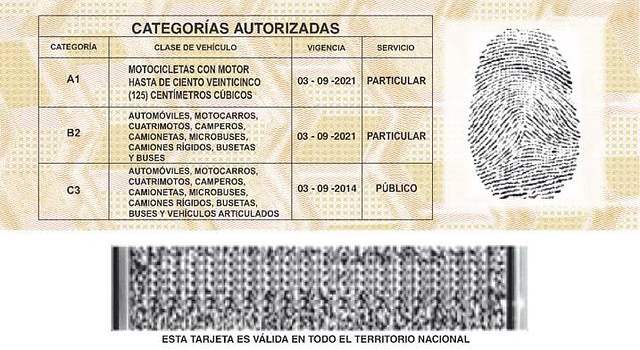 CATEGORÍAS AUTORIZADAS
CATEGORÍA CLASE DE VEHÍCULO VIGENCIA SERVICIO
A1
MOTOCICLETAS CON MOTOR
HASTA DE CIENTO VEINTICINCO
(125) CENTÍMETROS CÚBICOS
03 - 09 -2021 PARTICULAR
B2
AUTOMÓVILES, MOTOCARROS,
CUATRIMOTOS, CAMPEROS,
CAMIONETAS, MICROBUSES,
CAMIONES RÍGIDOS, BUSETAS
Y BUSES
03 - 09 -2021 PARTICULAR
C3
AUTOMÓVILES, MOTOCARROS,
CUATRIMOTOS, CAMPEROS,
CAMIONETAS, MICROBUSES,
CAMIONES RÍGIDOS, BUSETAS,
BUSES Y VEHÍCULOS ARTICULADOS
03 - 09 -2014 PÚBLICO
ESTA TARJETA ES VÁLIDA EN TODO EL TERRITORIO NACIONAL